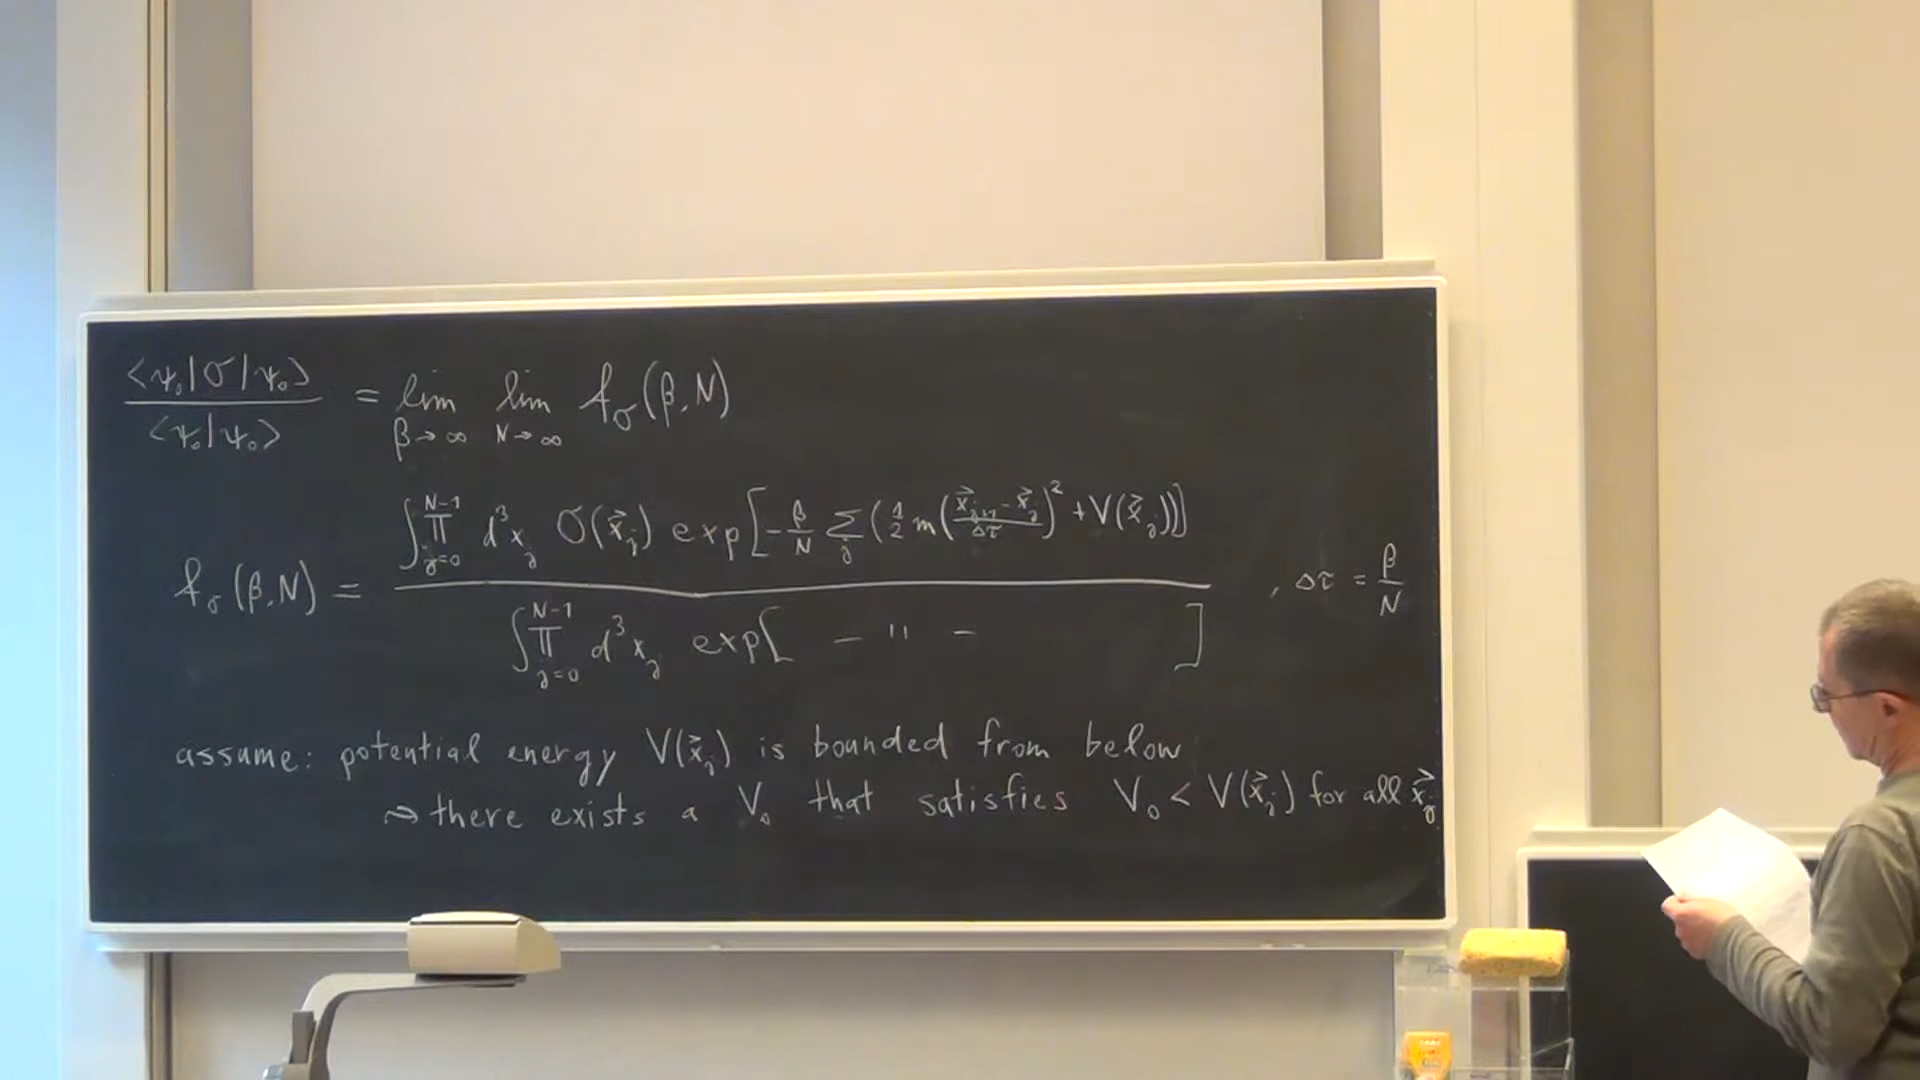 <ψ₀|O|ψ₀> / <ψ₀|ψ₀> = lim_{β→∞} lim_{N→∞} f_O(β,N)
f_O(β,N) = ∫ ∏_{j=0}^{N-1} d³x_j O(x⃗_j) exp[-β/N Σ_j (1/2 m ((x⃗_{j+1} - x⃗_j)/Δτ)² + V(x⃗_j))] / ∫ ∏_{j=0}^{N-1} d³x_j exp[ — " — ] , Δτ = β/N
assume: potential energy V(x⃗_j) is bounded from below
↝ there exists a V₀ that satisfies V₀ < V(x⃗_j) for all x⃗_j